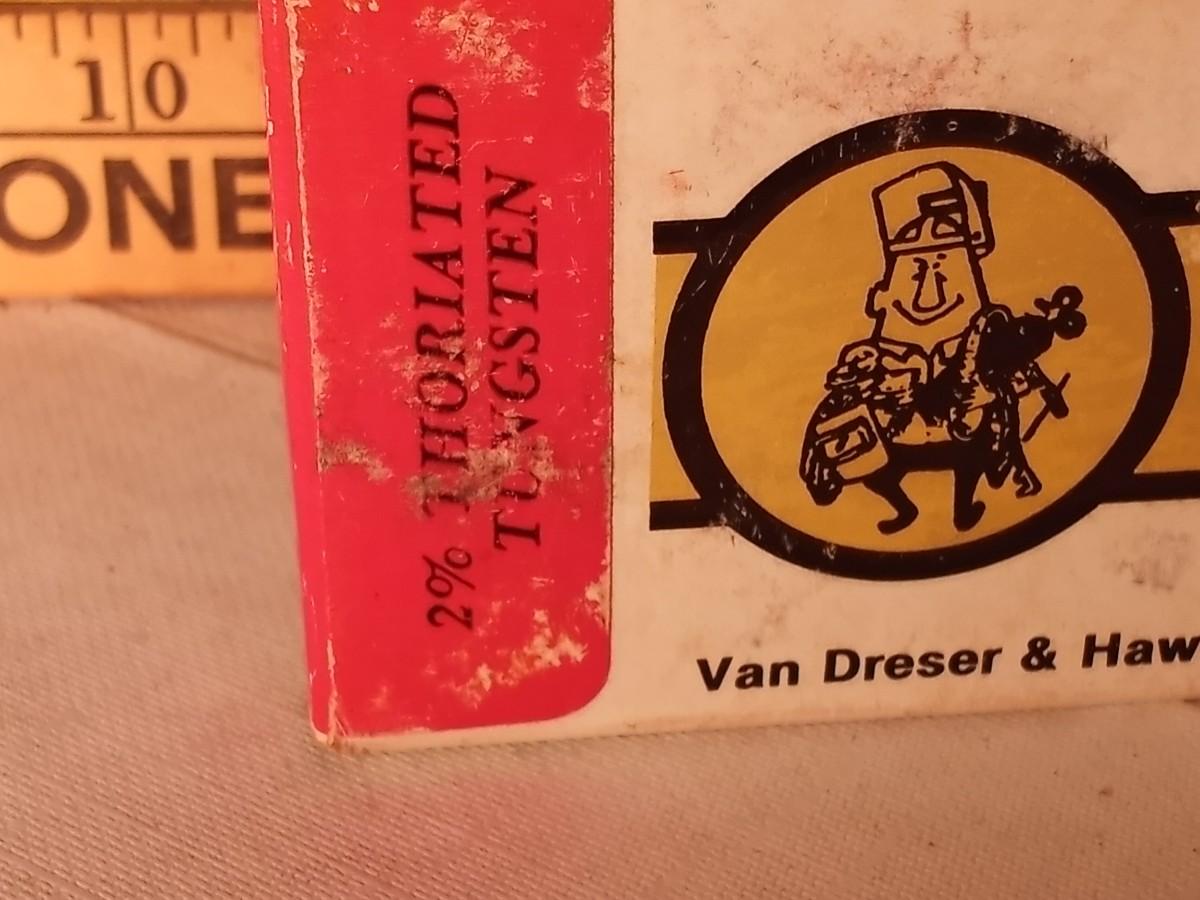 10
ONE
2% THORIATED
TUNGSTEN
Van Dreser & Haw